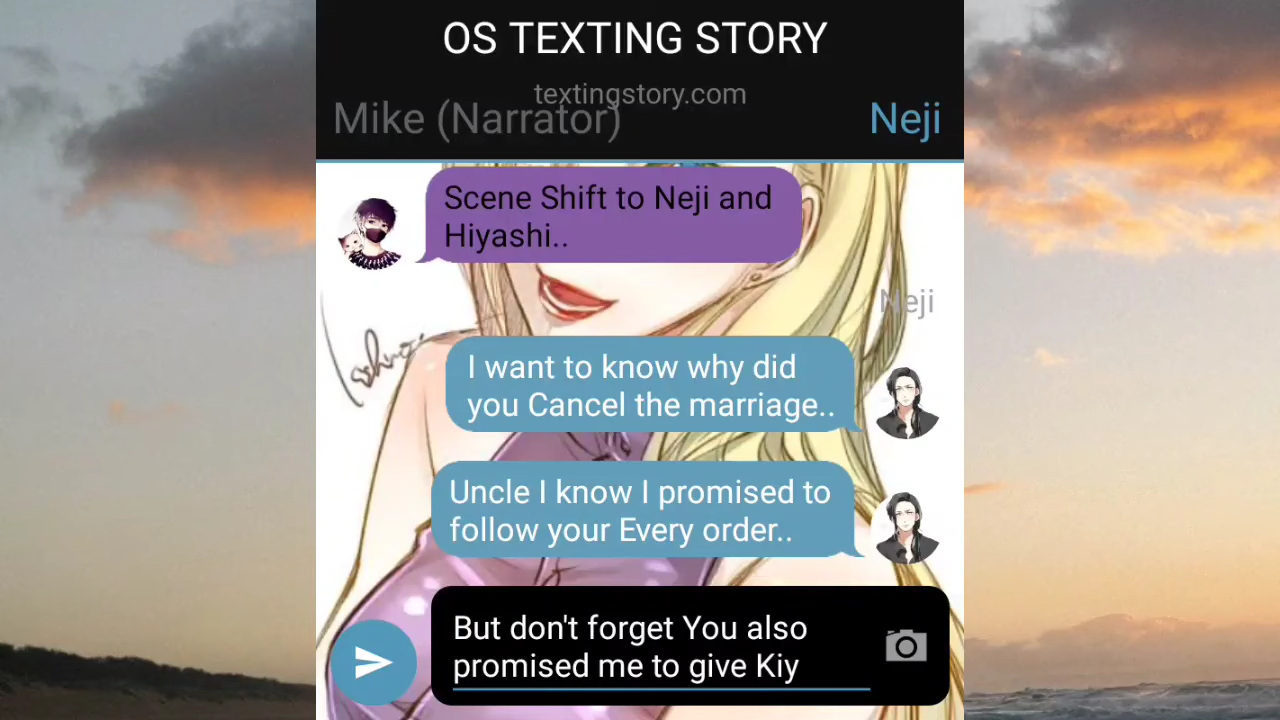 OS TEXTING STORY
textingstory.com
Mike (Narrator)
Neji
Scene Shift to Neji and
Hiyashi..
Neji
I want to know why did
you Cancel the marriage..
Uncle I know I promised to
follow your Every order..
But don't forget You also
promised me to give Kiy